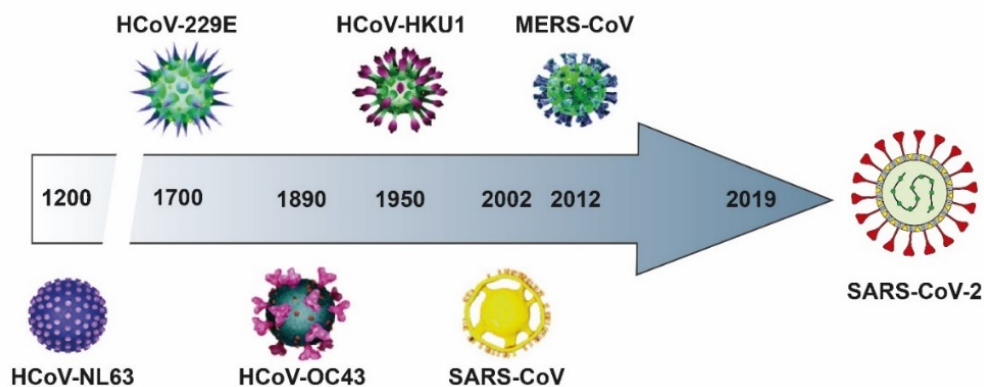 HCoV-229E HCoV-HKU1 MERS-CoV
1200 1700 1890 1950 2002 2012 2019
SARS-CoV-2
HCoV-NL63 HCoV-OC43 SARS-CoV